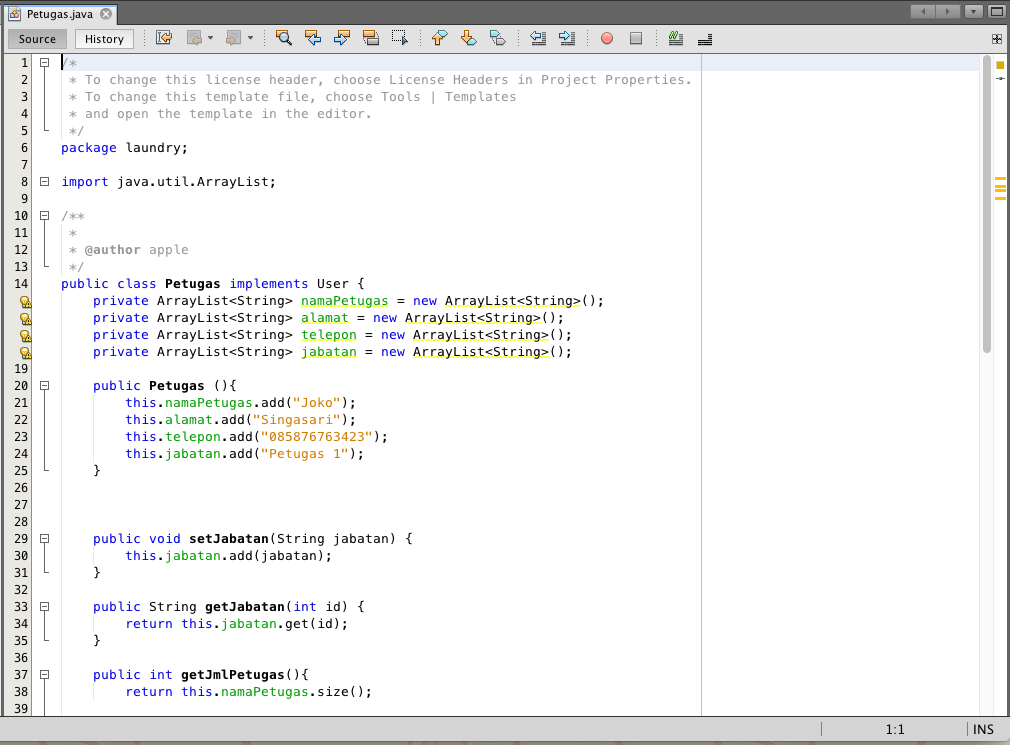 Petugas.java
Source History
1 /*
2 * To change this license header, choose License Headers in Project Properties.
3 * To change this template file, choose Tools | Templates
4 * and open the template in the editor.
5 */
6 package laundry;
7
8 import java.util.ArrayList;
9
10 /**
11 *
12 * @author apple
13 */
14 public class Petugas implements User {
private ArrayList<String> namaPetugas = new ArrayList<String>();
private ArrayList<String> alamat = new ArrayList<String>();
private ArrayList<String> telepon = new ArrayList<String>();
private ArrayList<String> jabatan = new ArrayList<String>();
19
20 public Petugas (){
21 this.namaPetugas.add("Joko");
22 this.alamat.add("Singasari");
23 this.telepon.add("085876763423");
24 this.jabatan.add("Petugas 1");
25 }
26
27
28
29 public void setJabatan(String jabatan) {
30 this.jabatan.add(jabatan);
31 }
32
33 public String getJabatan(int id) {
34 return this.jabatan.get(id);
35 }
36
37 public int getJmlPetugas(){
38 return this.namaPetugas.size();
39
1:1 INS